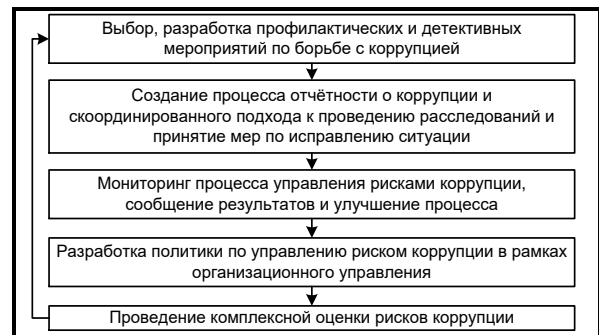 Выбор, разработка профилактических и детективных
мероприятий по борьбе с коррупцией
Создание процесса отчётности о коррупции и
скоординированного подхода к проведению расследований и
принятие мер по исправлению ситуации
Мониторинг процесса управления рисками коррупции,
сообщение результатов и улучшение процесса
Разработка политики по управлению риском коррупции в рамках
организационного управления
Проведение комплексной оценки рисков коррупции